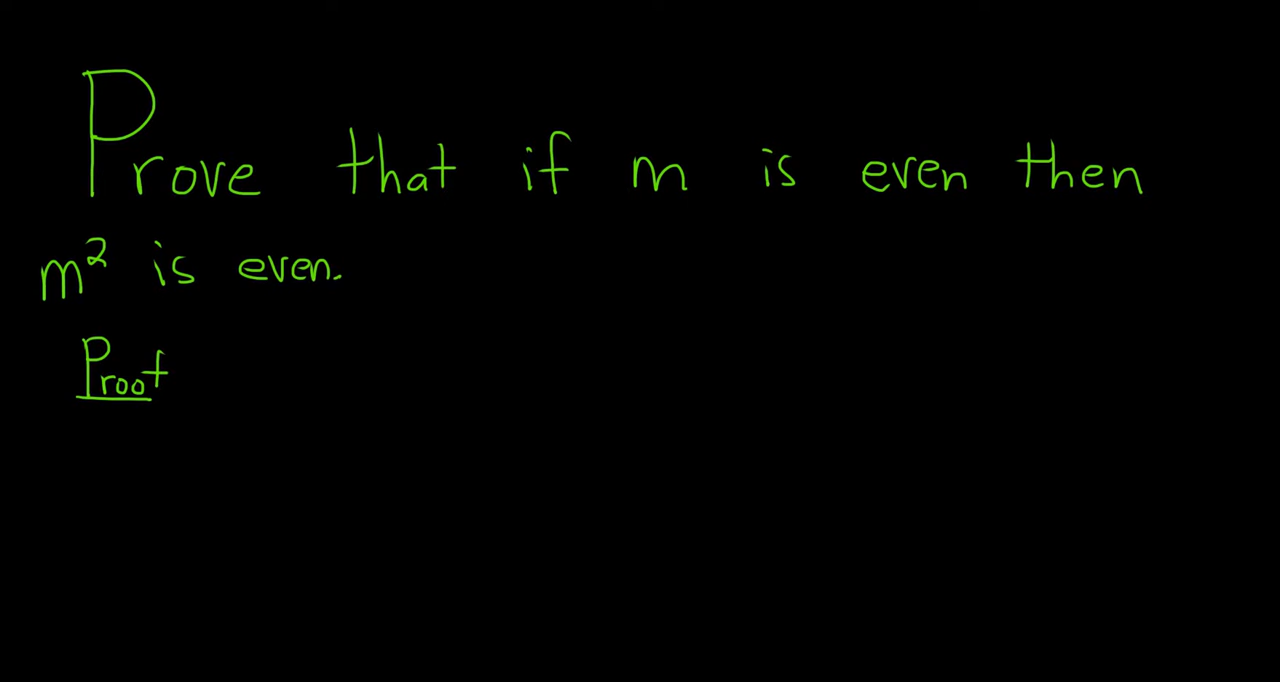 Prove that if m is even then
m² is even.
Proof